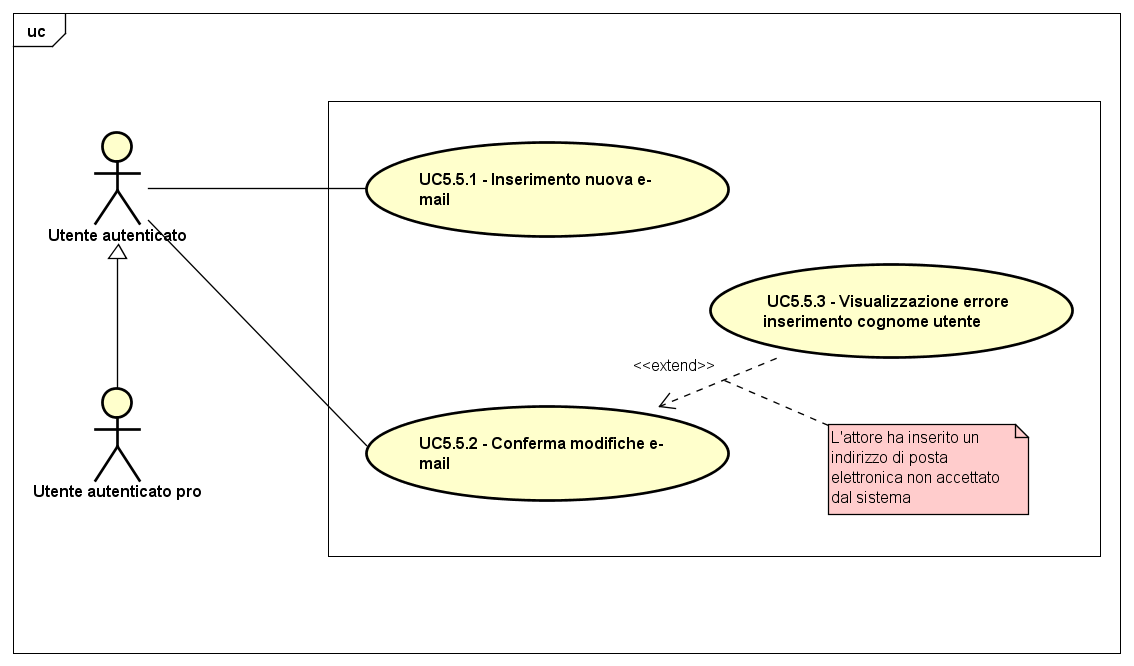 uc
UC5.5.1 - Inserimento nuova e-
mail
Utente autenticato
UC5.5.3 - Visualizzazione errore
inserimento cognome utente
<<extend>>
UC5.5.2 - Conferma modifiche e-
mail
L'attore ha inserito un
indirizzo di posta
elettronica non accettato
dal sistema
Utente autenticato pro